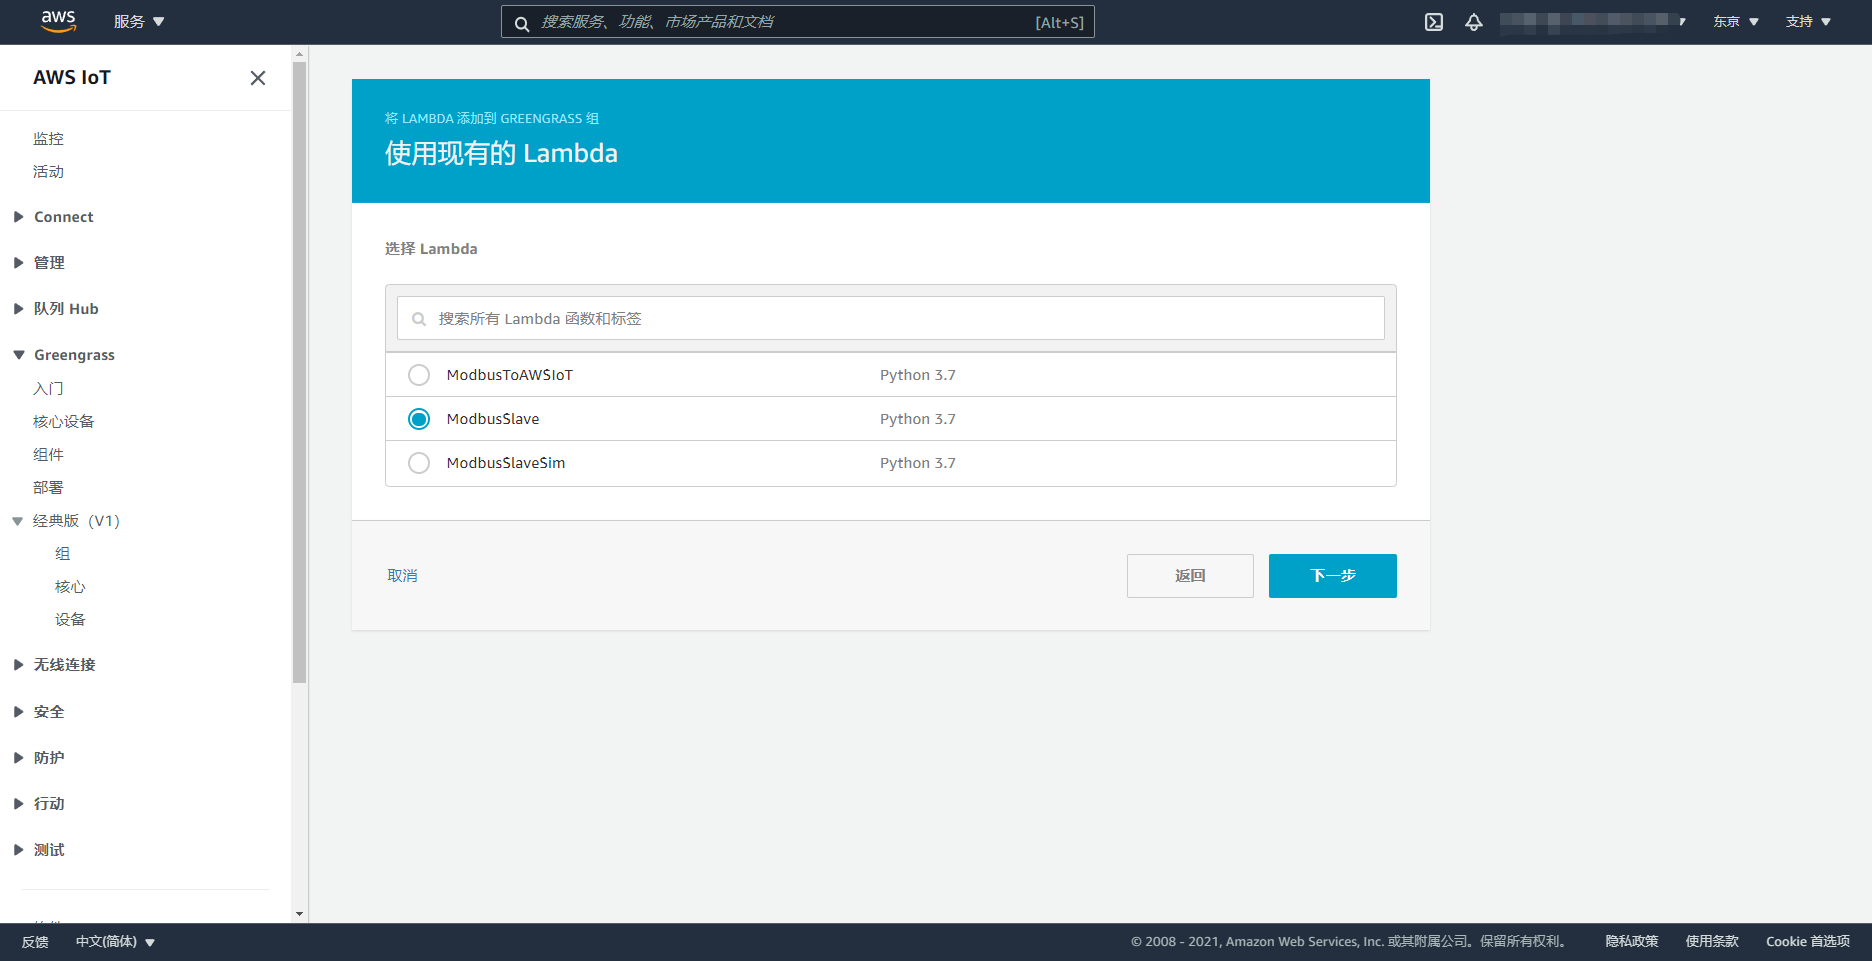 aws
服务
搜索服务、功能、市场产品和文档
[Alt+S]
东京
支持
AWS IoT
监控
活动
Connect
管理
队列 Hub
Greengrass
入门
核心设备
组件
部署
经典版 (V1)
组
核心
设备
无线连接
安全
防护
行动
测试
将 LAMBDA 添加到 GREENGRASS 组
使用现有的 Lambda
选择 Lambda
搜索所有 Lambda 函数和标签
ModbusToAWSIoT Python 3.7
ModbusSlave Python 3.7
ModbusSlaveSim Python 3.7
取消
返回
下一步
反馈
中文(简体)
© 2008 - 2021, Amazon Web Services, Inc. 或其附属公司。保留所有权利。
隐私政策
使用条款
Cookie 首选项